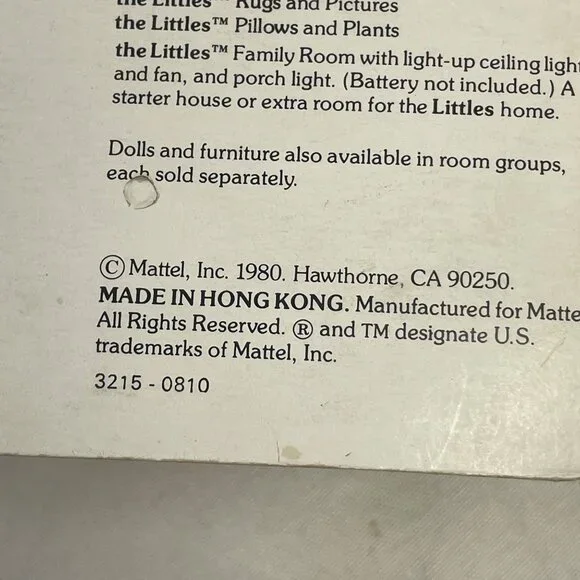 the Littles™ Rugs and Pictures
the Littles™ Pillows and Plants
the Littles™ Family Room with light-up ceiling light
and fan, and porch light. (Battery not included.) A
starter house or extra room for the Littles home.
Dolls and furniture also available in room groups,
each sold separately.
© Mattel, Inc. 1980. Hawthorne, CA 90250.
MADE IN HONG KONG. Manufactured for Matte
All Rights Reserved. ® and TM designate U.S.
trademarks of Mattel, Inc.
3215 - 0810